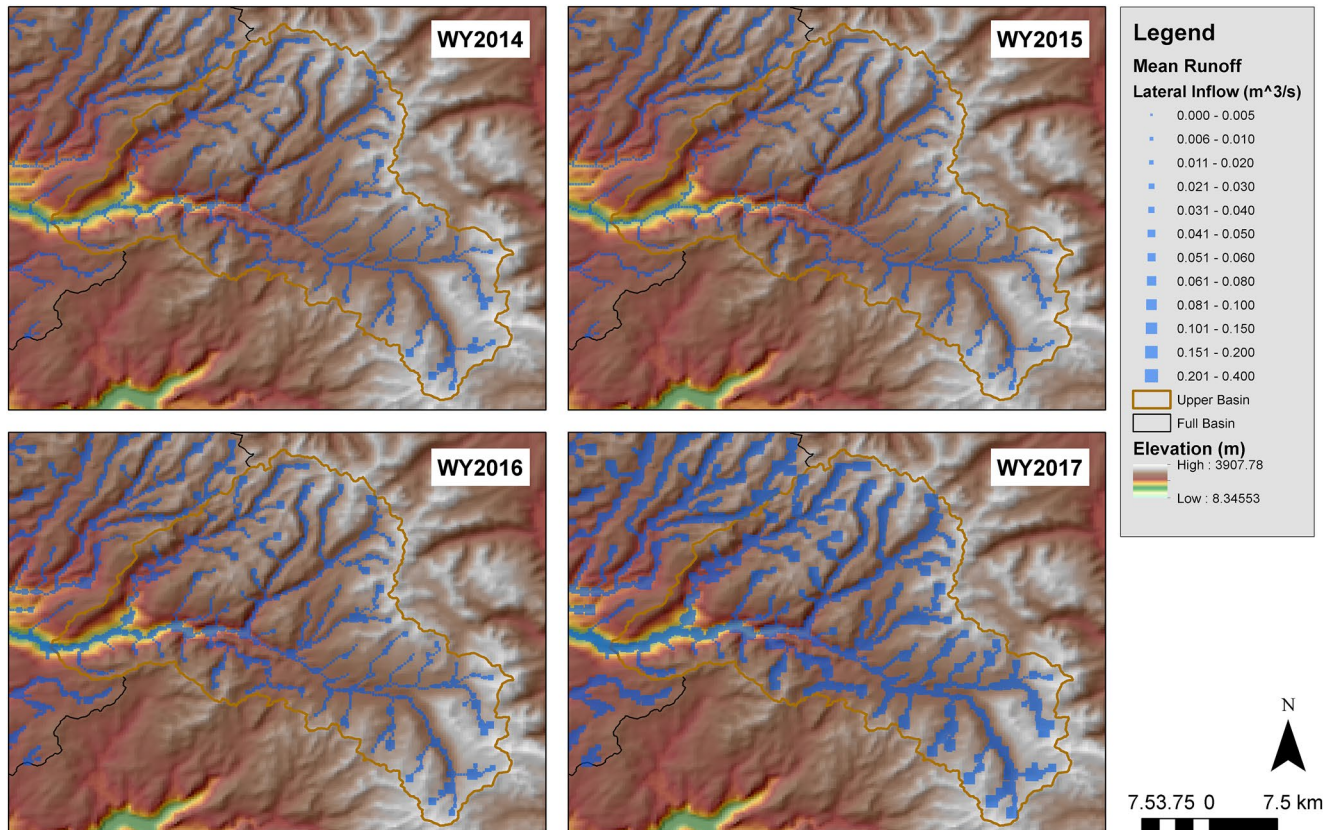 WY2014
WY2015
WY2016
WY2017
Legend
Mean Runoff
Lateral Inflow (m^3/s)
0.000 - 0.005
0.006 - 0.010
0.011 - 0.020
0.021 - 0.030
0.031 - 0.040
0.041 - 0.050
0.051 - 0.060
0.061 - 0.080
0.081 - 0.100
0.101 - 0.150
0.151 - 0.200
0.201 - 0.400
Upper Basin
Full Basin
Elevation (m)
High : 3907.78
Low : 8.34553
N
7.53.75 0 7.5 km